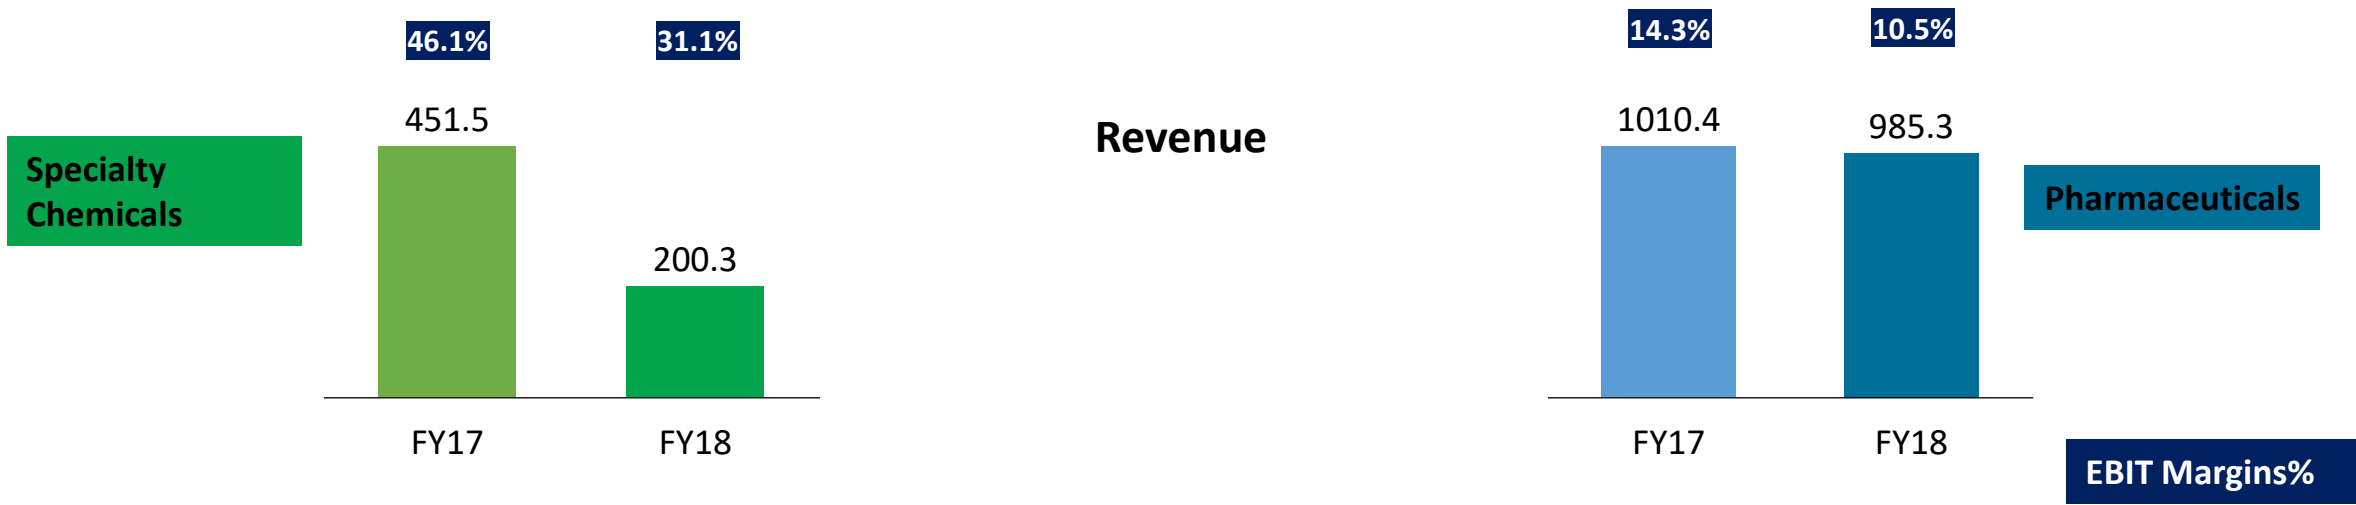 46.1%
31.1%
14.3%
10.5%
451.5
Revenue
1010.4
985.3
Specialty
Chemicals
Pharmaceuticals
200.3
FY17
FY18
FY17
FY18
EBIT Margins%